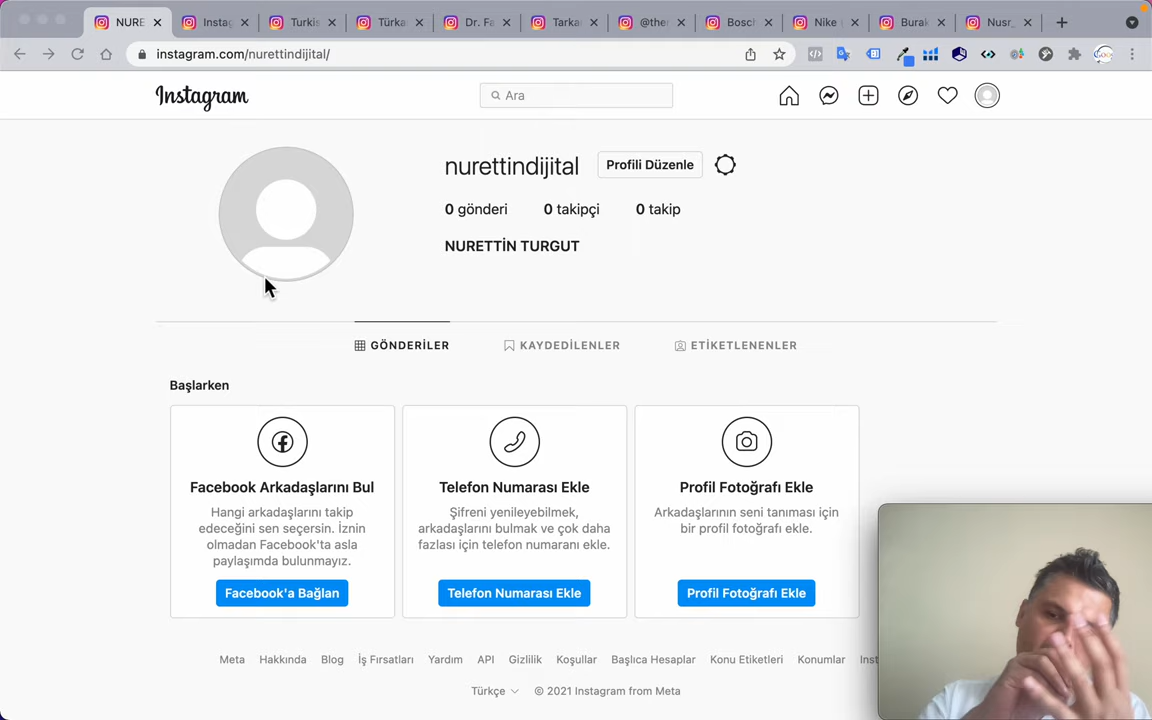 NURE
Instag
Turkis
Türka
Dr. Fa
Tarka
@ther
Bosch
Nike
Burak
Nusr_
instagram.com/nurettindijital/
Instagram
Ara
nurettindijital
Profili Düzenle
0 gönderi 0 takipçi 0 takip
NURETTİN TURGUT
GÖNDERİLER KAYDEDİLENLER ETİKETLENENLER
Başlarken
Facebook Arkadaşlarını Bul
Hangi arkadaşlarını takip
edeceğini sen seçersin. İznin
olmadan Facebook'ta asla
paylaşımda bulunmayız.
Facebook'a Bağlan
Telefon Numarası Ekle
Şifreni yenileyebilmek,
arkadaşlarını bulmak ve çok daha
fazlası için telefon numaranı ekle.
Telefon Numarası Ekle
Profil Fotoğrafı Ekle
Arkadaşlarının seni tanıması için
bir profil fotoğrafı ekle.
Profil Fotoğrafı Ekle
Meta Hakkında Blog İş Fırsatları Yardım API Gizlilik Koşullar Başlıca Hesaplar Konu Etiketleri Konumlar Inst
Türkçe © 2021 Instagram from Meta